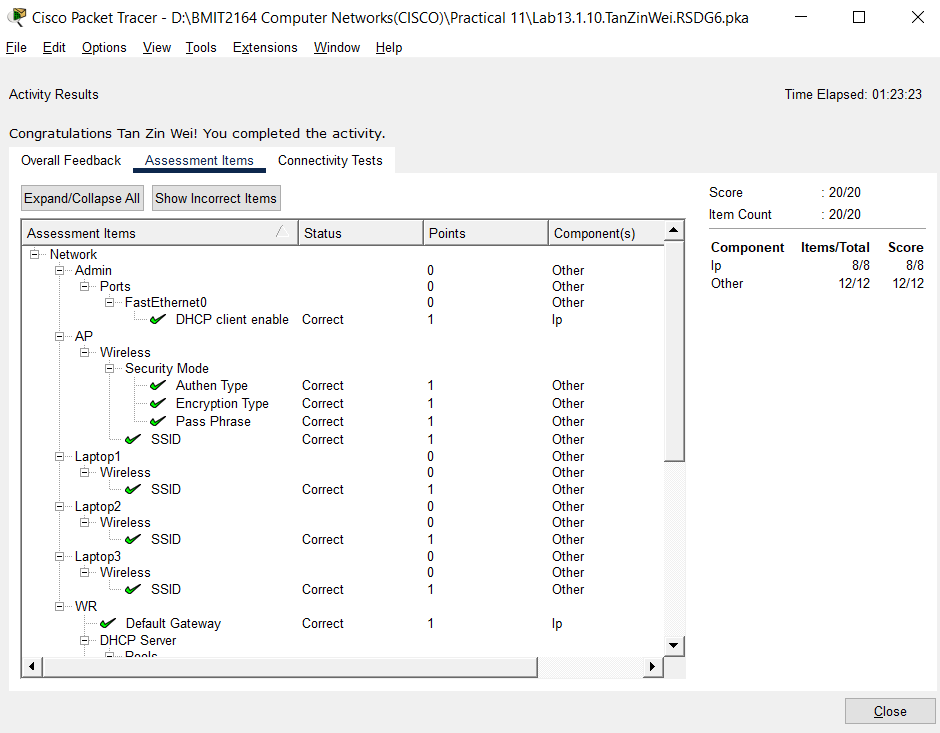 Cisco Packet Tracer - D:\BMIT2164 Computer Networks(CISCO)\Practical 11\Lab13.1.10.TanZinWei.RSDG6.pka
File Edit Options View Tools Extensions Window Help
Activity Results Time Elapsed: 01:23:23
Congratulations Tan Zin Wei! You completed the activity.
Overall Feedback Assessment Items Connectivity Tests
Expand/Collapse All Show Incorrect Items
Assessment Items Status Points Component(s)
Network
Admin 0 Other
Ports 0 Other
FastEthernet0 0 Other
DHCP client enable Correct 1 Ip
AP
Wireless
Security Mode
Authen Type Correct 1 Other
Encryption Type Correct 1 Other
Pass Phrase Correct 1 Other
SSID Correct 1 Other
Laptop1 0 Other
Wireless 0 Other
SSID Correct 1 Other
Laptop2 0 Other
Wireless 0 Other
SSID Correct 1 Other
Laptop3 0 Other
Wireless 0 Other
SSID Correct 1 Other
WR
Default Gateway Correct 1 Ip
DHCP Server
Pools
Score : 20/20
Item Count : 20/20
Component Items/Total Score
Ip 8/8 8/8
Other 12/12 12/12
Close